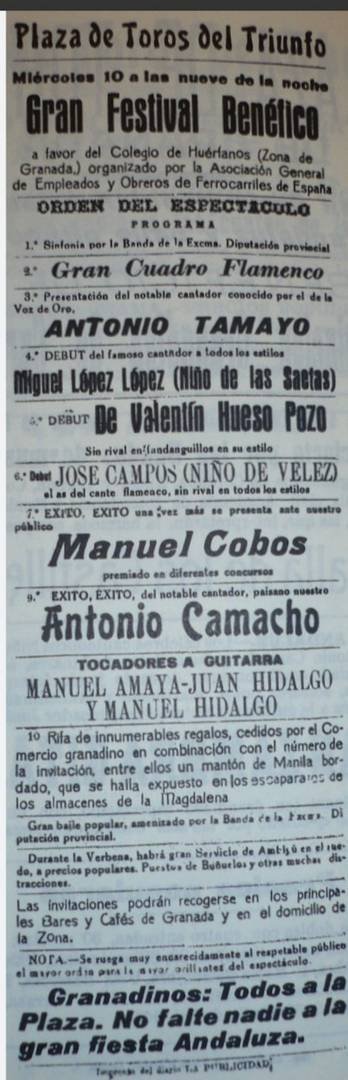 Plaza de Toros del Triunfo
Miércoles 10 a las nueve de la noche
Gran Festival Benéfico
a favor del Colegio de Huérfanos (Zona de
Granada,) organizado por la Asociación General
de Empleados y Obreros de Ferrocarriles de España
ORDEN DEL ESPECTACULO
PROGRAMA
1.º Sinfonía por la Banda de la Excma. Diputación provincial
2.º Gran Cuadro Flamenco
3.º Presentación del notable cantador conocido por el de la
Voz de Oro,
ANTONIO TAMAYO
4.º DEBUT del famoso cantador a todos los estilos
Miguel López López (Niño de las Saetas)
5.º DEBUT De Valentín Hueso Pozo
Sin rival en fandanguillos en su estilo
6.º Debut JOSE CAMPOS (NIÑO DE VELEZ)
el as del cante flamenco, sin rival en todos los estilos
7.º EXITO, EXITO una vez más se presenta ante nuestro
público
Manuel Cobos
premiado en diferentes concursos
9.º EXITO, EXITO, del notable cantador, paisano nuestro
Antonio Camacho
TOCADORES A GUITARRA
MANUEL AMAYA-JUAN HIDALGO
Y MANUEL HIDALGO
10 Rifa de innumerables regalos, cedidos por el Co-
mercio granadino en combinación con el número de
la invitación, entre ellos un mantón de Manila bor-
dado, que se halla expuesto en los escaparates de
los almacenes de la Magdalena
Gran baile popular, amenizado por la Banda de la Excma. Di
putación provincial.
Durante la Verbena, habrá gran Servicio de Ambigú en el rue-
do, a precios populares. Puestos de Buñuelos y otras muchas dis-
tracciones.
Las invitaciones podrán recogerse en los principa-
les Bares y Cafés de Granada y en el domicilio de
la Zona.
NOTA.—Se ruega muy encarecidamente al respetable público
el mayor orden para la mayor brillantez del espectáculo.
Granadinos: Todos a la
Plaza. No falte nadie a la
gran fiesta Andaluza.
Imprenta del diario LA PUBLICIDAD